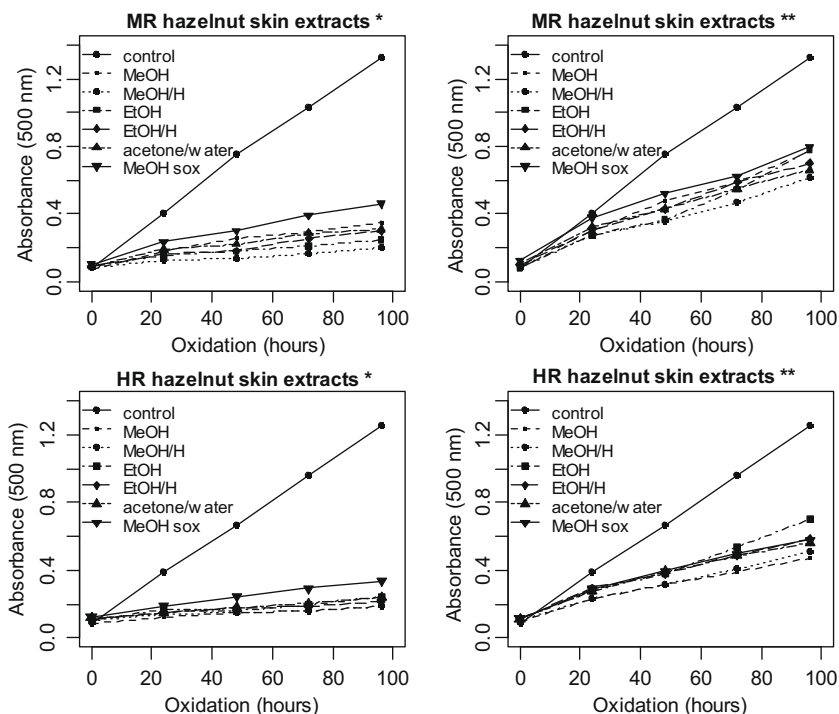 MR hazelnut skin extracts *
Absorbance (500 nm)
0.0 0.4 0.8 1.2
control
MeOH
MeOH/H
EtOH
EtOH/H
acetone/water
MeOH sox
0 20 40 60 80 100
Oxidation (hours)
MR hazelnut skin extracts **
Absorbance (500 nm)
0.0 0.4 0.8 1.2
control
MeOH
MeOH/H
EtOH
EtOH/H
acetone/water
MeOH sox
0 20 40 60 80 100
Oxidation (hours)
HR hazelnut skin extracts *
Absorbance (500 nm)
0.0 0.4 0.8 1.2
control
MeOH
MeOH/H
EtOH
EtOH/H
acetone/water
MeOH sox
0 20 40 60 80 100
Oxidation (hours)
HR hazelnut skin extracts **
Absorbance (500 nm)
0.0 0.4 0.8 1.2
control
MeOH
MeOH/H
EtOH
EtOH/H
acetone/water
MeOH sox
0 20 40 60 80 100
Oxidation (hours)